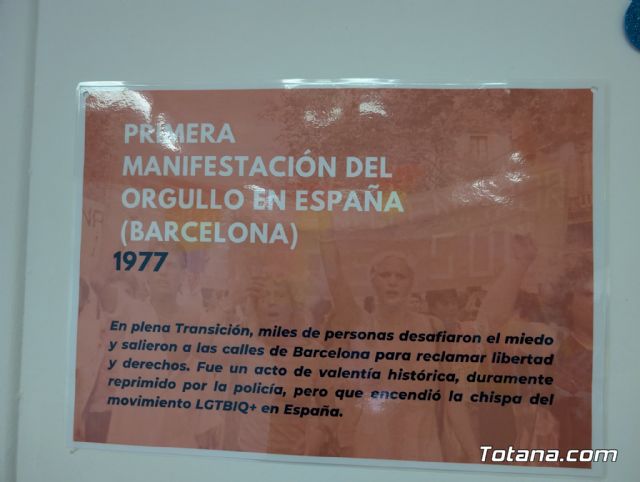 PRIMERA
MANIFESTACIÓN DEL
ORGULLO EN ESPAÑA
(BARCELONA)
1977
En plena Transición, miles de personas desafiaron el miedo
y salieron a las calles de Barcelona para reclamar libertad
y derechos. Fue un acto de valentía histórica, duramente
reprimido por la policía, pero que encendió la chispa del
movimiento LGTBIQ+ en España.
Totana.com